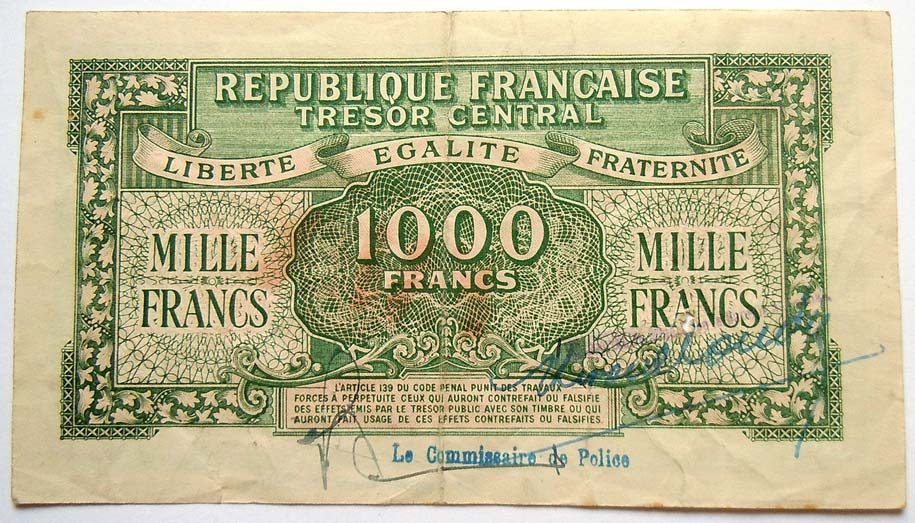 REPUBLIQUE FRANCAISE
TRESOR CENTRAL
LIBERTE EGALITE FRATERNITE
MILLE FRANCS
1000 FRANCS
MILLE FRANCS
L'ARTICLE 139 DU CODE PENAL PUNIT DES TRAVAUX
FORCES À PERPETUITE CEUX QUI AURONT CONTREFAIT OU FALSIFIE
DES EFFETS EMIS PAR LE TRESOR PUBLIC AVEC SON TIMBRE OU QUI
AURONT FAIT USAGE DE CES EFFETS CONTREFAITS OU FALSIFIES.
Le Commissaire de Police